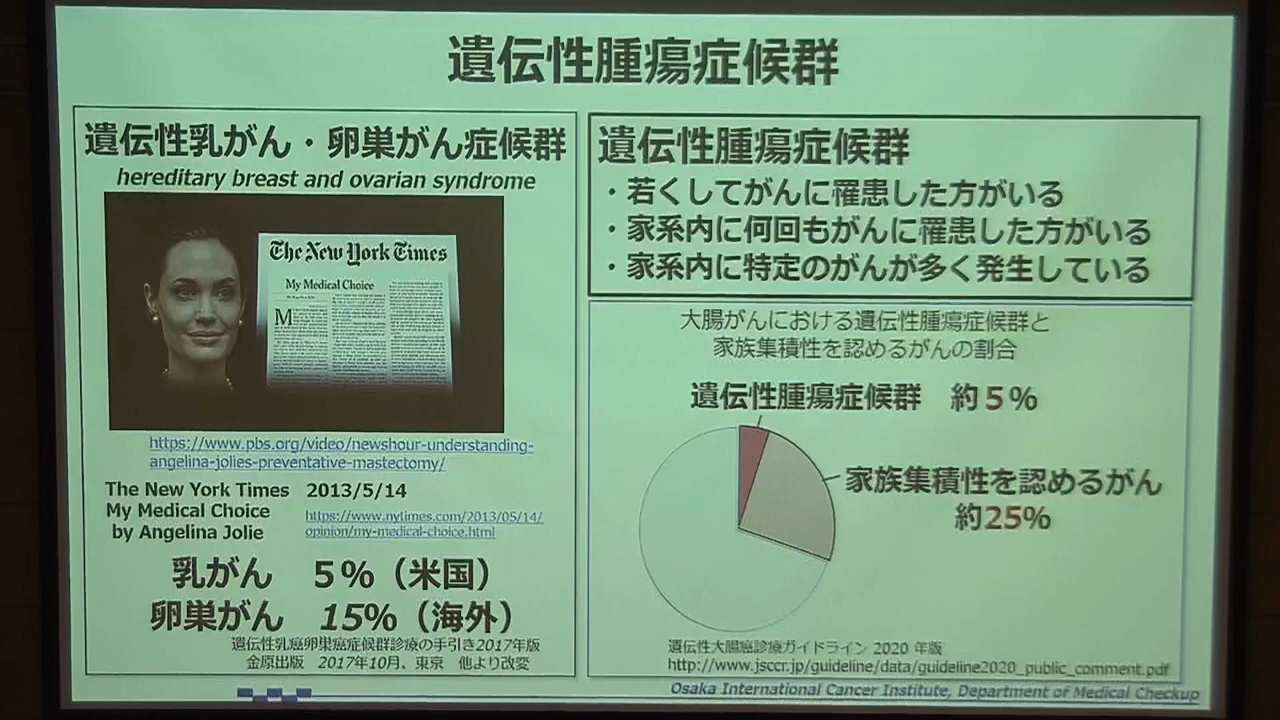 遺伝性腫瘍症候群
遺伝性乳がん・卵巣がん症候群
hereditary breast and ovarian syndrome
The New York Times
My Medical Choice
https://www.pbs.org/video/newshour-understanding-
angelina-jolies-preventative-mastectomy/
The New York Times 2013/5/14
My Medical Choice
by Angelina Jolie
https://www.nytimes.com/2013/05/14/
opinion/my-medical-choice.html
乳がん 5%（米国）
卵巣がん 15%（海外）
遺伝性乳癌卵巣癌症候群診療の手引き2017年版
金原出版 2017年10月、東京 他より改変
遺伝性腫瘍症候群
・若くしてがんに罹患した方がいる
・家系内に何回もがんに罹患した方がいる
・家系内に特定のがんが多く発生している
大腸がんにおける遺伝性腫瘍症候群と
家族集積性を認めるがんの割合
遺伝性腫瘍症候群 約5%
家族集積性を認めるがん
約25%
遺伝性大腸癌診療ガイドライン 2020 年版
http://www.jsccr.jp/guideline/data/guideline2020_public_comment.pdf
Osaka International Cancer Institute, Department of Medical Checkup